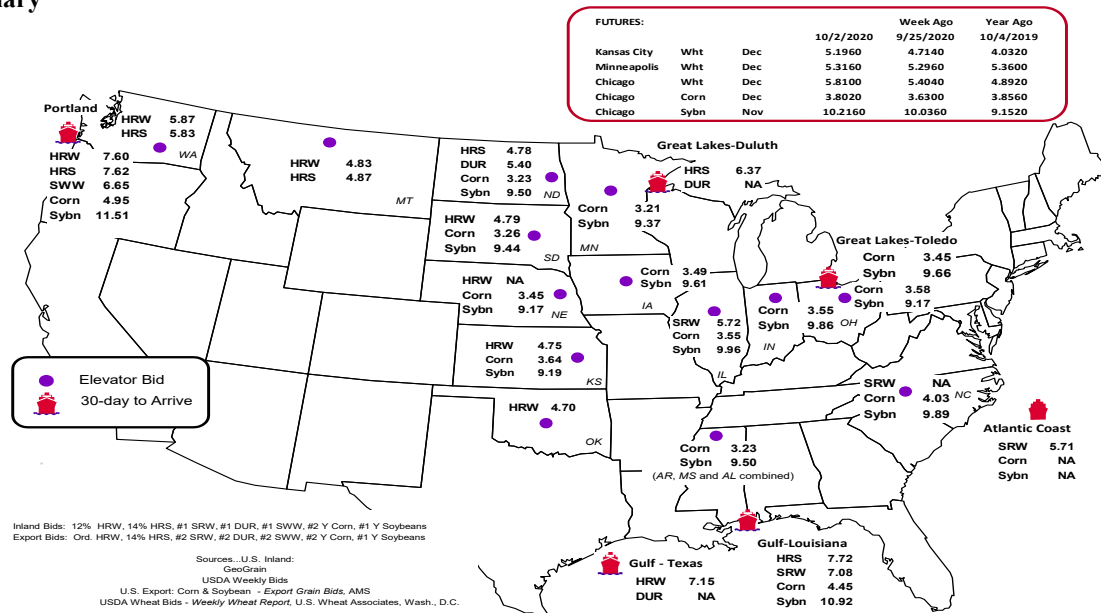 ary
FUTURES: Week Ago Year Ago
10/2/2020 9/25/2020 10/4/2019
Kansas City Wht Dec 5.1960 4.7140 4.0320
Minneapolis Wht Dec 5.3160 5.2960 5.3600
Chicago Wht Dec 5.8100 5.4040 4.8920
Chicago Corn Dec 3.8020 3.6300 3.8560
Chicago Sybn Nov 10.2160 10.0360 9.1520
Portland
HRW 7.60
HRS 7.62
SWW 6.65
Corn 4.95
Sybn 11.51
HRW 5.87
HRS 5.83
WA
HRW 4.83
HRS 4.87
MT
HRS 4.78
DUR 5.40
Corn 3.23
Sybn 9.50
ND
HRW 4.79
Corn 3.26
Sybn 9.44
SD
HRW NA
Corn 3.45
Sybn 9.17
NE
HRW 4.75
Corn 3.64
Sybn 9.19
KS
HRW 4.70
OK
Corn 3.21
Sybn 9.37
MN
Great Lakes-Duluth
HRS 6.37
DUR NA
Corn 3.49
Sybn 9.61
IA
SRW 5.72
Corn 3.55
Sybn 9.96
IL
Corn 3.55
Sybn 9.86
IN
Great Lakes-Toledo
Corn 3.45
Sybn 9.66
Corn 3.58
Sybn 9.17
OH
SRW NA
Corn 4.03
Sybn 9.89
NC
Atlantic Coast
SRW 5.71
Corn NA
Sybn NA
Corn 3.23
Sybn 9.50
(AR, MS and AL combined)
Gulf-Louisiana
HRS 7.72
SRW 7.08
Corn 4.45
Sybn 10.92
Gulf - Texas
HRW 7.15
DUR NA
Elevator Bid
30-day to Arrive
Inland Bids: 12% HRW, 14% HRS, #1 SRW, #1 DUR, #1 SWW, #2 Y Corn, #1 Y Soybeans
Export Bids: Ord. HRW, 14% HRS, #2 SRW, #2 DUR, #2 SWW, #2 Y Corn, #1 Y Soybeans
Sources...U.S. Inland:
GeoGrain
USDA Weekly Bids
U.S. Export: Corn & Soybean - Export Grain Bids, AMS
USDA Wheat Bids - Weekly Wheat Report, U.S. Wheat Associates, Wash., D.C.